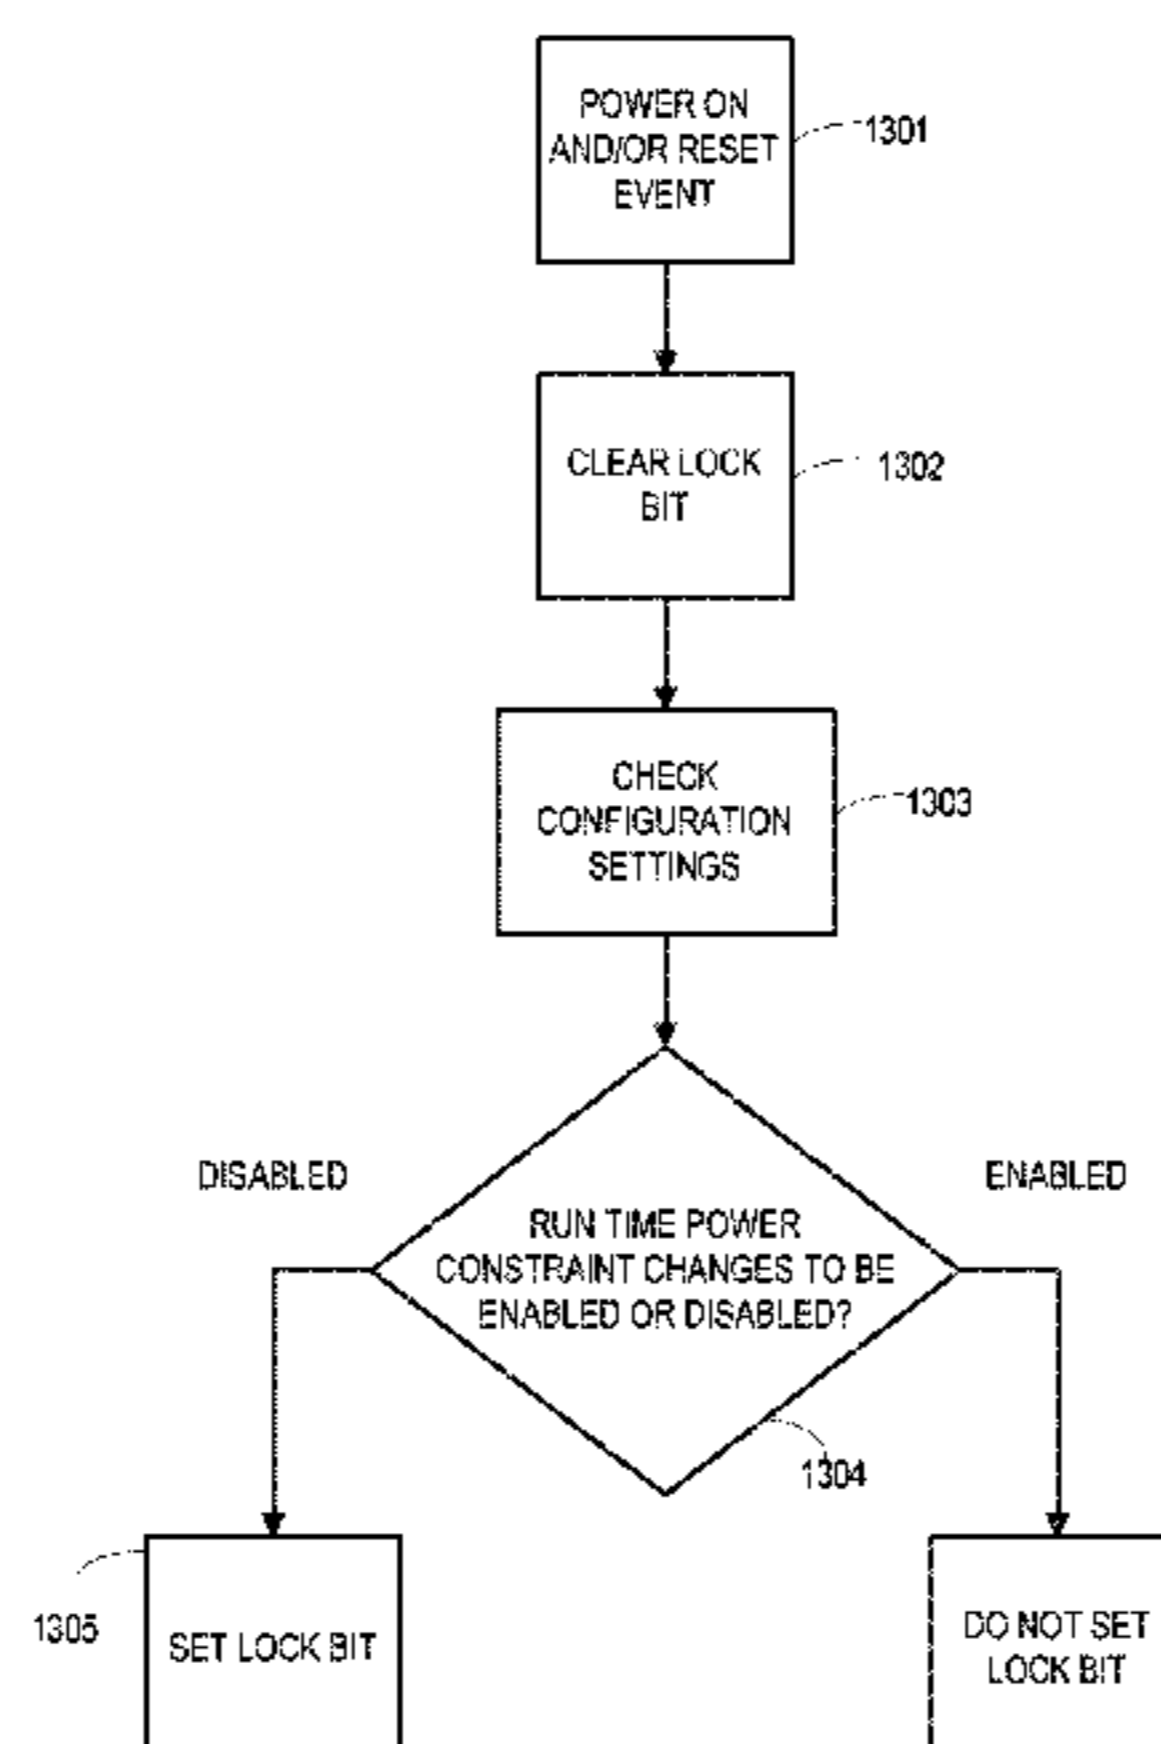 POWER ON
AND/OR RESET
EVENT
1301
CLEAR LOCK
BIT
1302
CHECK
CONFIGURATION
SETTINGS
1303
DISABLED
ENABLED
RUN TIME POWER
CONSTRAINT CHANGES TO BE
ENABLED OR DISABLED?
1304
1305
SET LOCK BIT
DO NOT SET
LOCK BIT